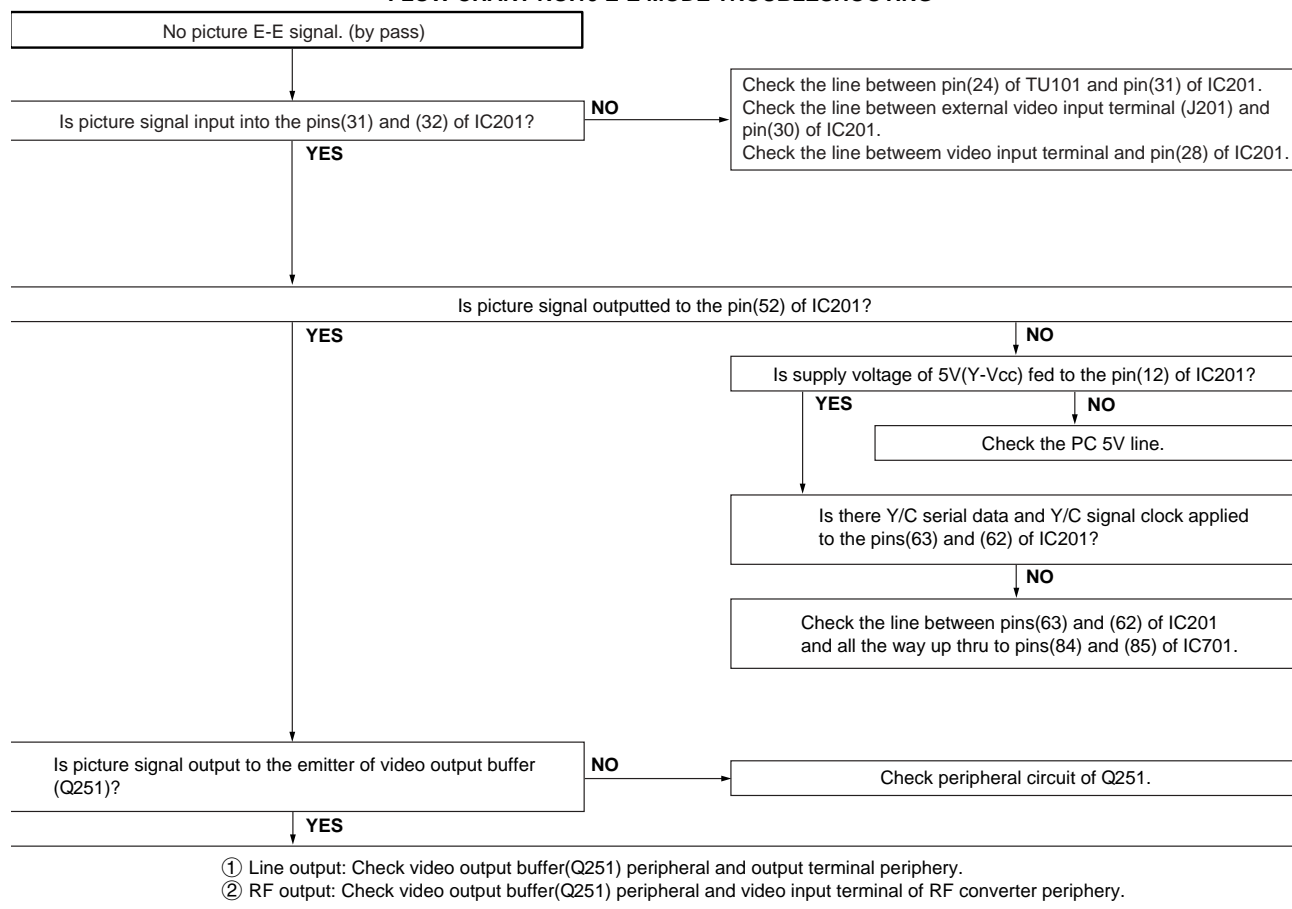 No picture E-E signal. (by pass)
Is picture signal input into the pins(31) and (32) of IC201?
NO
Check the line between pin(24) of TU101 and pin(31) of IC201.
Check the line between external video input terminal (J201) and
pin(30) of IC201.
Check the line betweem video input terminal and pin(28) of IC201.
YES
Is picture signal outputted to the pin(52) of IC201?
YES
NO
Is supply voltage of 5V(Y-Vcc) fed to the pin(12) of IC201?
YES
NO
Check the PC 5V line.
Is there Y/C serial data and Y/C signal clock applied
to the pins(63) and (62) of IC201?
NO
Check the line between pins(63) and (62) of IC201
and all the way up thru to pins(84) and (85) of IC701.
Is picture signal output to the emitter of video output buffer
(Q251)?
NO
Check peripheral circuit of Q251.
YES
① Line output: Check video output buffer(Q251) peripheral and output terminal periphery.
② RF output: Check video output buffer(Q251) peripheral and video input terminal of RF converter periphery.